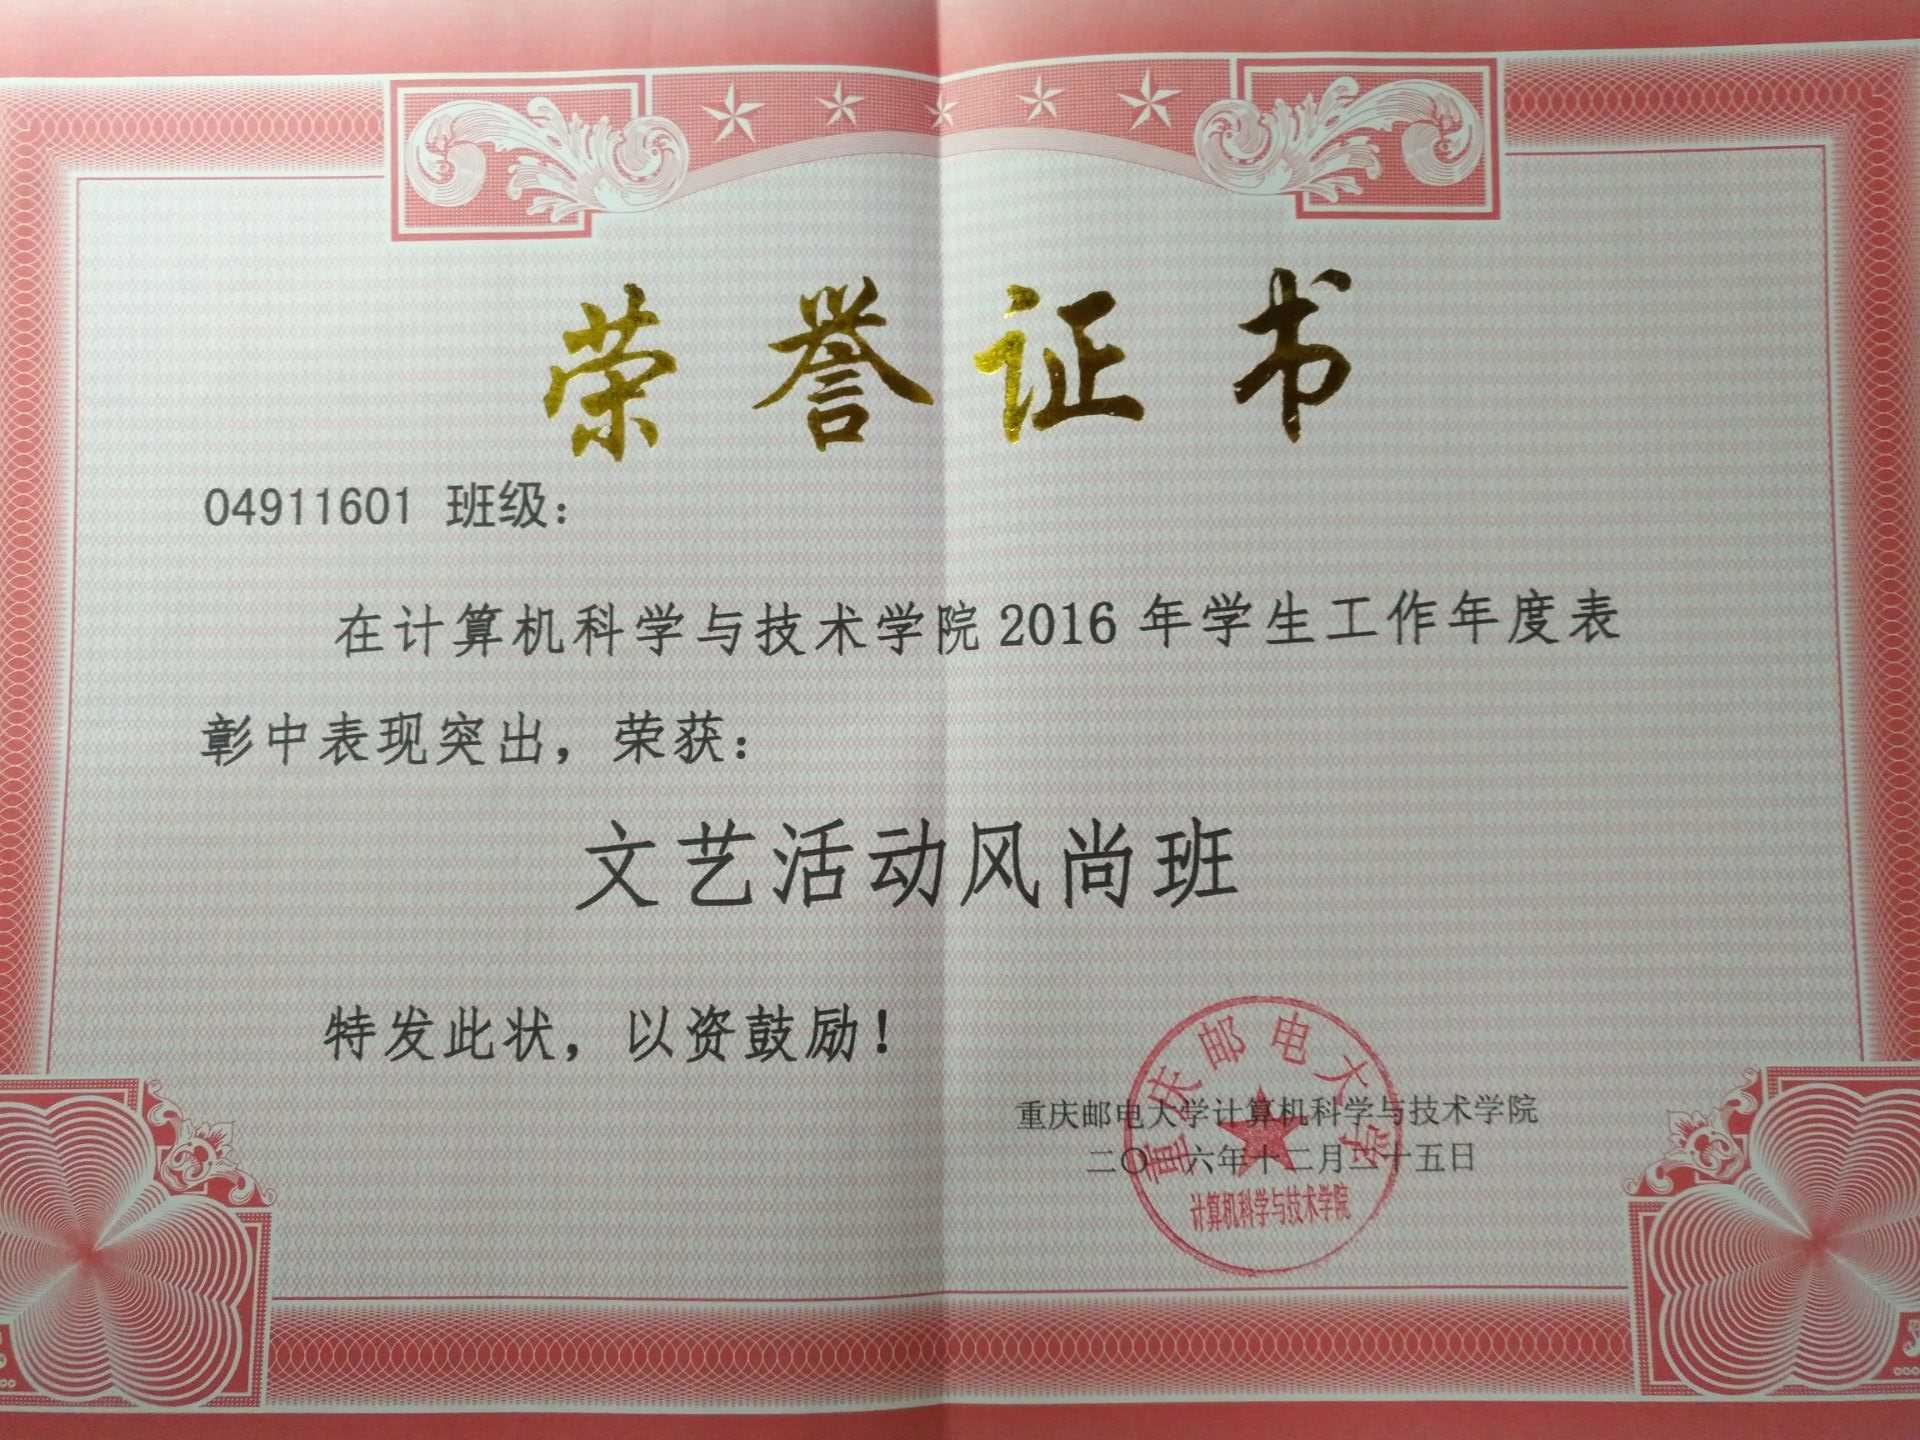 荣誉证书
04911601 班级：
在计算机科学与技术学院 2016 年学生工作年度表
彰中表现突出，荣获：
文艺活动风尚班
特发此状，以资鼓励！
重庆邮电大学计算机科学与技术学院
二〇一六年十二月二十五日
重庆邮电大学
计算机科学与技术学院